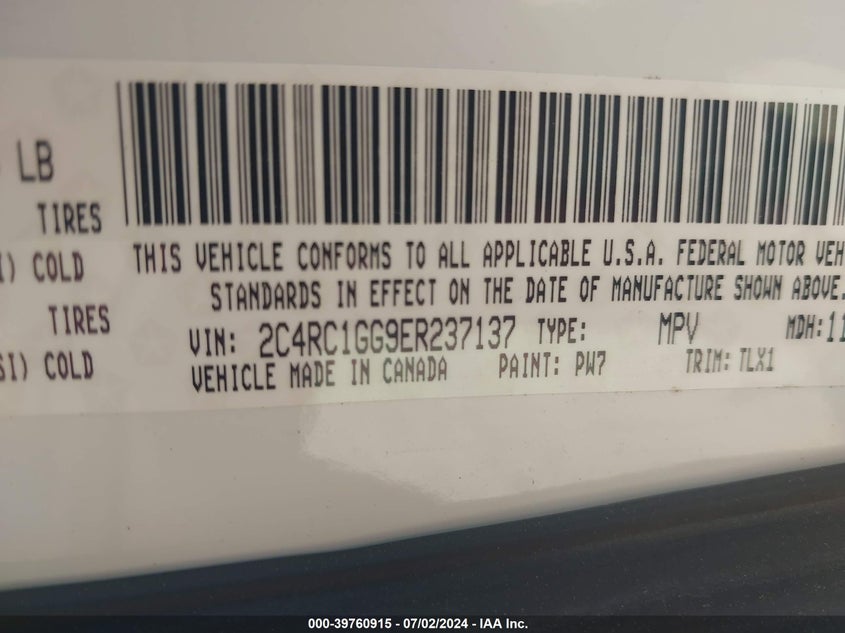 LB
TIRES
THIS VEHICLE CONFORMS TO ALL APPLICABLE U.S.A. FEDERAL MOTOR VEH
I) COLD
STANDARDS IN EFFECT ON THE DATE OF MANUFACTURE SHOWN ABOVE.
TIRES
VIN: 2C4RC1GG9ER237137 TYPE: MPV MDH:11
SI) COLD
VEHICLE MADE IN CANADA PAINT: PW7 TRIM: TLX1
000-39760915 - 07/02/2024 - IAA Inc.